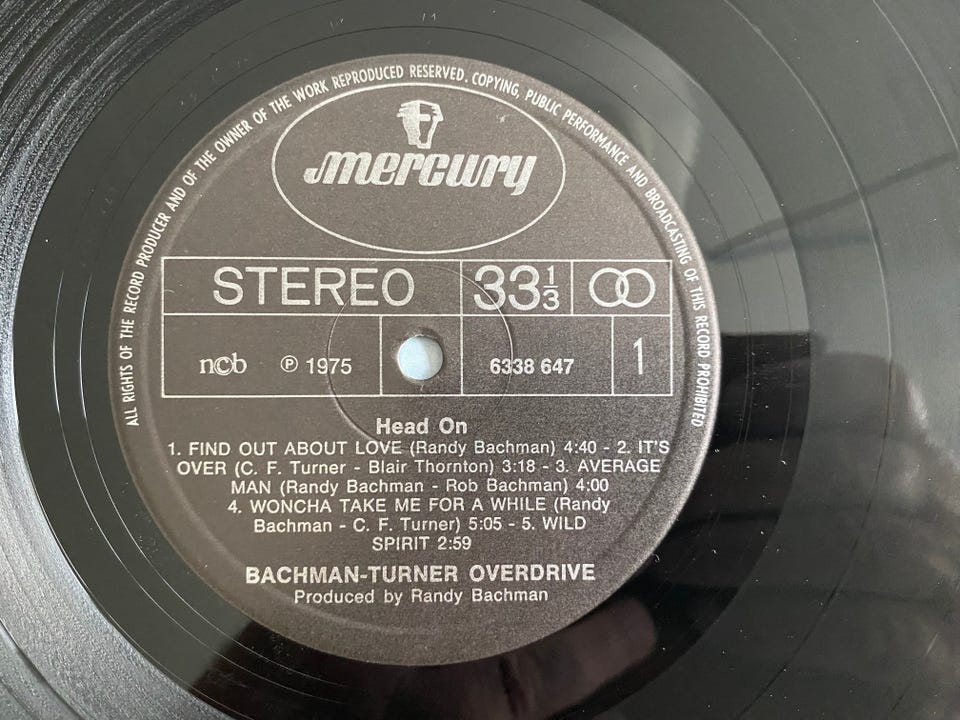 ALL RIGHTS OF THE RECORD PRODUCER AND OF THE OWNER OF THE WORK REPRODUCED RESERVED. COPYING, PUBLIC PERFORMANCE AND BROADCASTING OF THIS RECORD PROHIBITED
mercury
STEREO 33 1/3
ncb ℗ 1975 6338 647 1
Head On
1. FIND OUT ABOUT LOVE (Randy Bachman) 4:40 - 2. IT'S
OVER (C. F. Turner - Blair Thornton) 3:18 - 3. AVERAGE
MAN (Randy Bachman - Rob Bachman) 4:00
4. WONCHA TAKE ME FOR A WHILE (Randy
Bachman - C. F. Turner) 5:05 - 5. WILD
SPIRIT 2:59
BACHMAN-TURNER OVERDRIVE
Produced by Randy Bachman